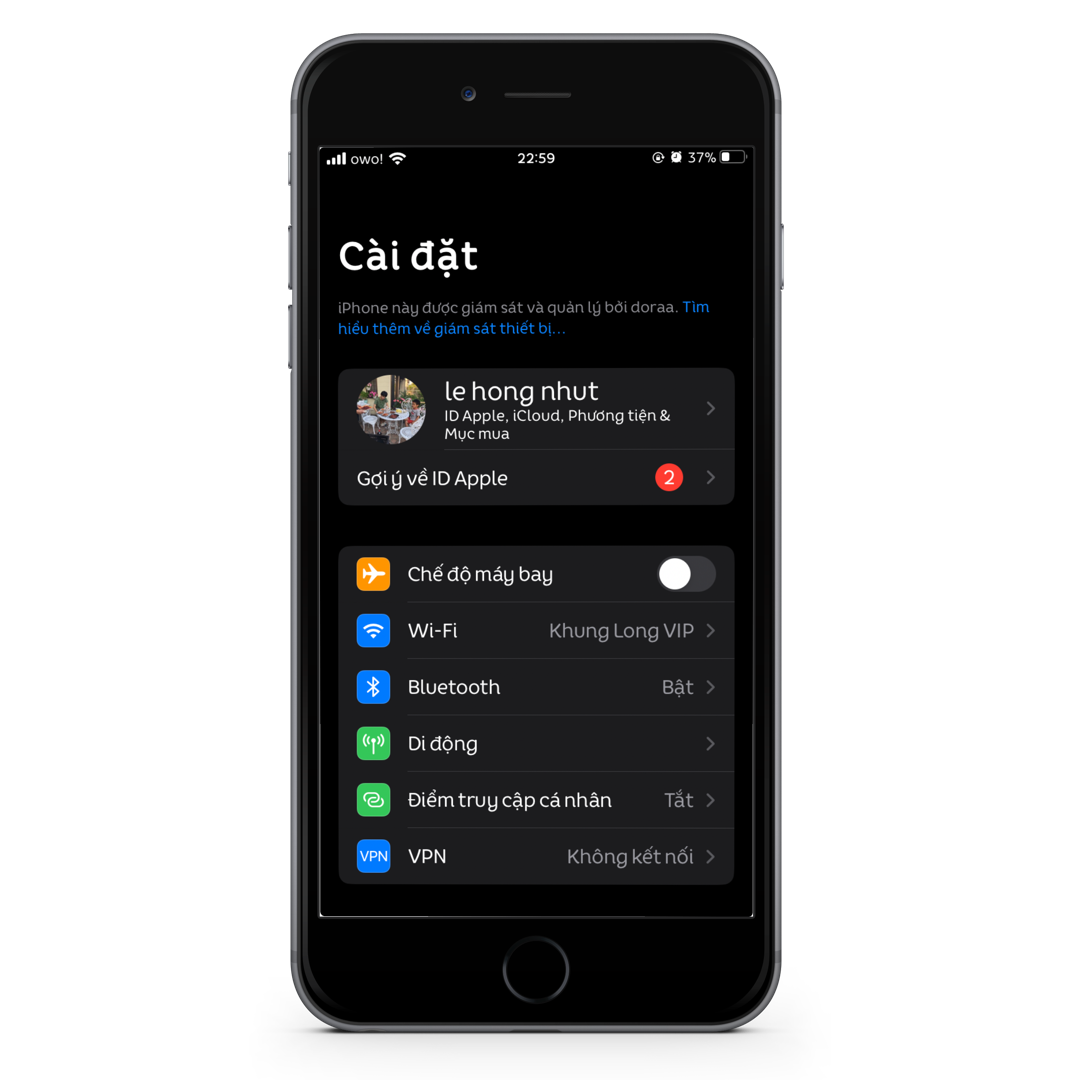 owo! 22:59 37%
Cài đặt
iPhone này được giám sát và quản lý bởi doraa. Tìm
hiểu thêm về giám sát thiết bị...
le hong nhut
ID Apple, iCloud, Phương tiện &
Mục mua
Gợi ý về ID Apple 2
Chế độ máy bay
Wi-Fi Khung Long VIP
Bluetooth Bật
Di động
Điểm truy cập cá nhân Tắt
VPN VPN Không kết nối